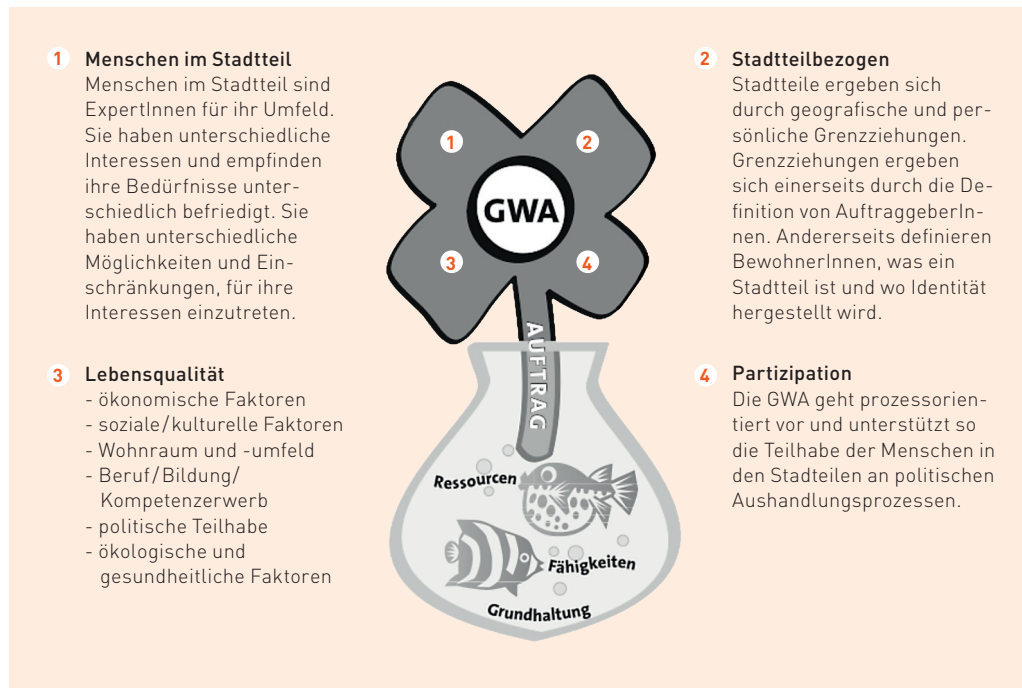 1 Menschen im Stadtteil
Menschen im Stadtteil sind
ExpertInnen für ihr Umfeld.
Sie haben unterschiedliche
Interessen und empfinden
ihre Bedürfnisse unter-
schiedlich befriedigt. Sie
haben unterschiedliche
Möglichkeiten und Ein-
schränkungen, für ihre
Interessen einzutreten.
3 Lebensqualität
- ökonomische Faktoren
- soziale/kulturelle Faktoren
- Wohnraum und -umfeld
- Beruf/Bildung/
Kompetenzerwerb
- politische Teilhabe
- ökologische und
gesundheitliche Faktoren
1
2
GWA
3
4
AUFTRAG
Ressourcen
Fähigkeiten
Grundhaltung
2 Stadtteilbezogen
Stadtteile ergeben sich
durch geografische und per-
sönliche Grenzziehungen.
Grenzziehungen ergeben
sich einerseits durch die De-
finition von AuftraggeberIn-
nen. Andererseits definieren
BewohnerInnen, was ein
Stadtteil ist und wo Identität
hergestellt wird.
4 Partizipation
Die GWA geht prozessorien-
tiert vor und unterstützt so
die Teilhabe der Menschen in
den Stadteilen an politischen
Aushandlungsprozessen.